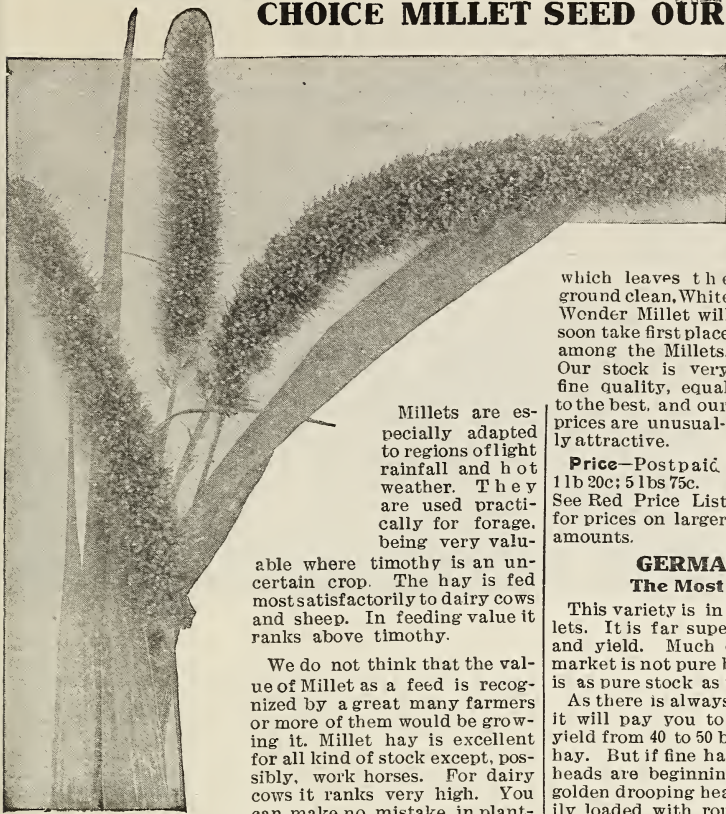 CHOICE MILLET SEED OUR
Millets are es-
pecially adapted
to regions of light
rainfall and hot
weather. They
are used practi-
cally for forage,
being very valu-
able where timothy is an un-
certain crop. The hay is fed
most satisfactorily to dairy cows
and sheep. In feeding value it
ranks above timothy.
We do not think that the val-
ue of Millet as a feed is recog-
nized by a great many farmers
or more of them would be grow-
ing it. Millet hay is excellent
for all kind of stock except, pos-
sibly, work horses. For dairy
cows it ranks very high. You
can make no mistake in plant-
which leaves the
ground clean, White
Wonder Millet will
soon take first place
among the Millets.
Our stock is very
fine quality, equal
to the best, and our
prices are unusual-
ly attractive.
Price—Postpaid
1 lb 20c; 5 lbs 75c.
See Red Price List
for prices on larger
amounts.
GERMA
The Most
This variety is in
lets. It is far supe
and yield. Much
market is not pure b
is as pure stock as
As there is always
it will pay you to
yield from 40 to 50 b
hay. But if fine ha
heads are beginnin
golden drooping hea
ily loaded with rou